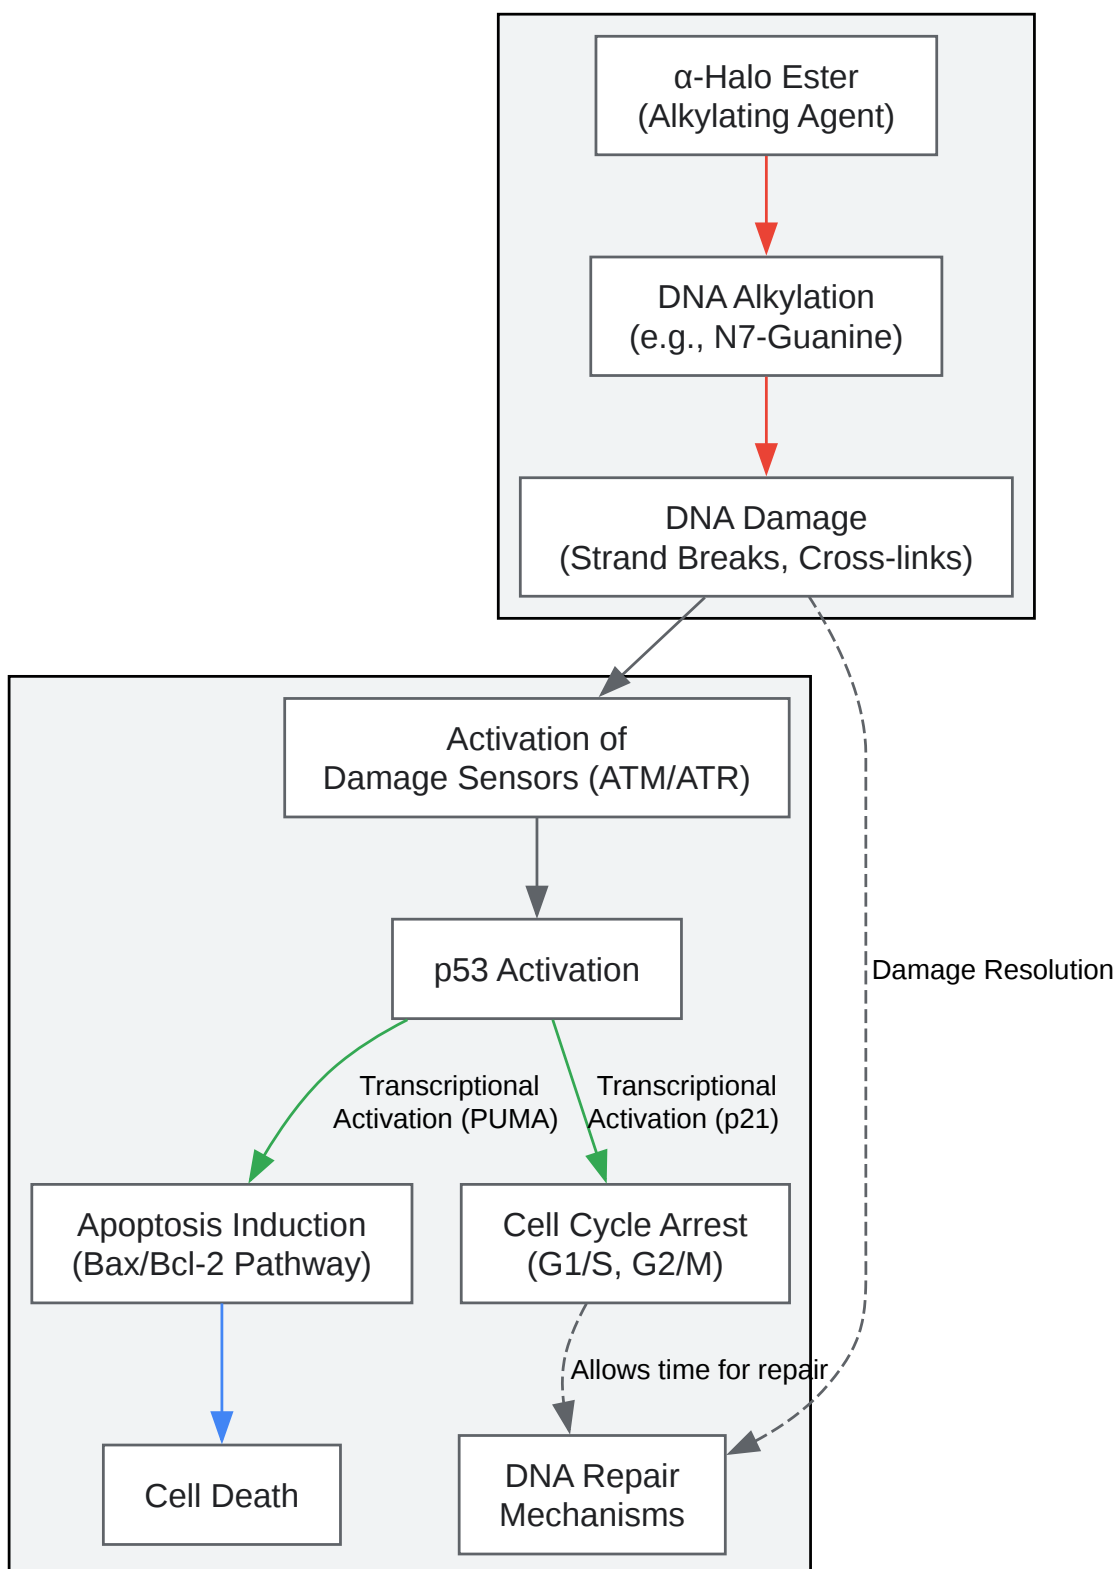 α-Halo Ester
(Alkylating Agent)
DNA Alkylation
(e.g., N7-Guanine)
DNA Damage
(Strand Breaks, Cross-links)
Activation of
Damage Sensors (ATM/ATR)
p53 Activation
Damage Resolution
Transcriptional
Activation (PUMA)
Transcriptional
Activation (p21)
Apoptosis Induction
(Bax/Bcl-2 Pathway)
Cell Cycle Arrest
(G1/S, G2/M)
Allows time for repair
Cell Death
DNA Repair
Mechanisms